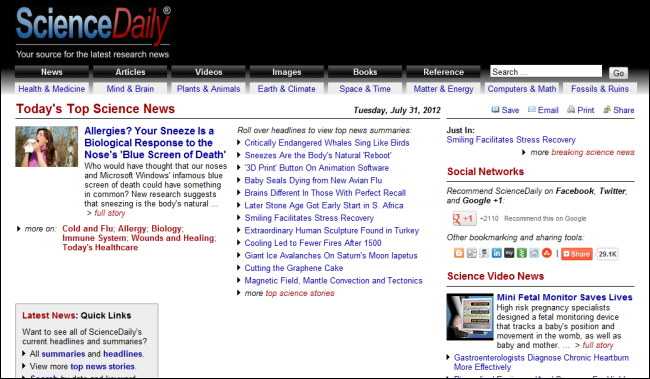 ScienceDaily®
Your source for the latest research news
News Articles Videos Images Books Reference Search ... Go
Health & Medicine Mind & Brain Plants & Animals Earth & Climate Space & Time Matter & Energy Computers & Math Fossils & Ruins
Today's Top Science News
Tuesday, July 31, 2012
Save Email Print Share
Allergies? Your Sneeze Is a
Biological Response to the
Nose's 'Blue Screen of Death'
Who would have thought that our noses
and Microsoft Windows' infamous blue
screen of death could have something
in common? New research suggests
that sneezing is the body's natural ...
> full story
more on: Cold and Flu; Allergy; Biology;
Immune System; Wounds and Healing;
Today's Healthcare
Roll over headlines to view top news summaries:
Critically Endangered Whales Sing Like Birds
Sneezes Are the Body's Natural 'Reboot'
'3D Print' Button On Animation Software
Baby Seals Dying from New Avian Flu
Brains Different In Those With Perfect Recall
Later Stone Age Got Early Start in S. Africa
Smiling Facilitates Stress Recovery
Extraordinary Human Sculpture Found in Turkey
Cooling Led to Fewer Fires After 1500
Giant Ice Avalanches On Saturn's Moon Iapetus
Cutting the Graphene Cake
Magnetic Field, Mantle Convection and Tectonics
more top science stories
Just In:
Smiling Facilitates Stress Recovery
more breaking science news
Social Networks
Recommend ScienceDaily on Facebook, Twitter,
and Google +1:
+1 +2110 Recommend this on Google
Other bookmarking and sharing tools:
Share 29.1K
Science Video News
Mini Fetal Monitor Saves Lives
High risk pregnancy specialists
designed a fetal monitoring device
that tracks a baby's position and
movement in the womb, as well as
baby and mother. ... > full story
Gastroenterologists Diagnose Chronic Heartburn
More Effectively
Latest News: Quick Links
Want to see all of ScienceDaily's
current headlines and summaries?
All summaries and headlines.
View more top news stories.
Search by date and keyword